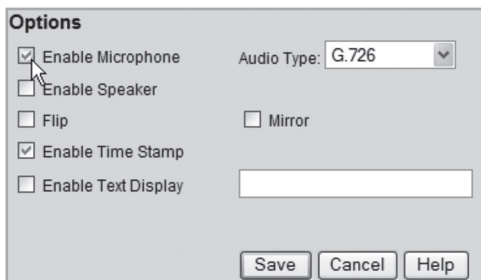 Options
Enable Microphone Audio Type: G.726
Enable Speaker
Flip Mirror
Enable Time Stamp
Enable Text Display
Save Cancel Help